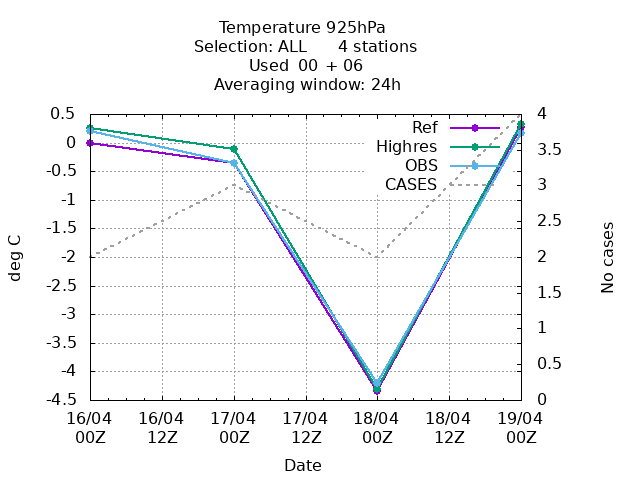 Temperature 925hPa
Selection: ALL 4 stations
Used 00 + 06
Averaging window: 24h
0.5
0
-0.5
-1
-1.5
-2
-2.5
-3
-3.5
-4
-4.5
deg C
4
3.5
3
2.5
2
1.5
1
0.5
0
No cases
Ref
Highres
OBS
CASES
16/04 16/04 17/04 17/04 18/04 18/04 19/04
00Z 12Z 00Z 12Z 00Z 12Z 00Z
Date